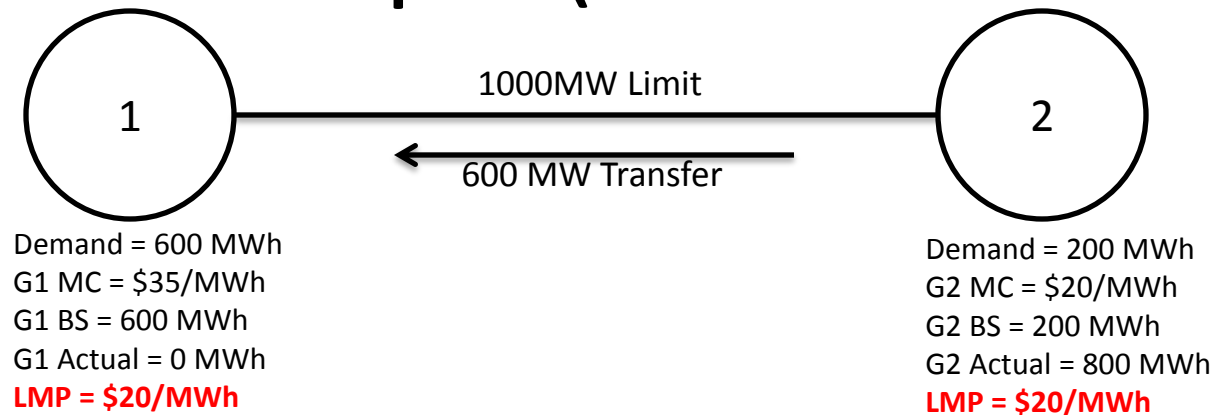 1
1000MW Limit
2
600 MW Transfer
Demand = 600 MWh
G1 MC = $35/MWh
G1 BS = 600 MWh
G1 Actual = 0 MWh
LMP = $20/MWh
Demand = 200 MWh
G2 MC = $20/MWh
G2 BS = 200 MWh
G2 Actual = 800 MWh
LMP = $20/MWh